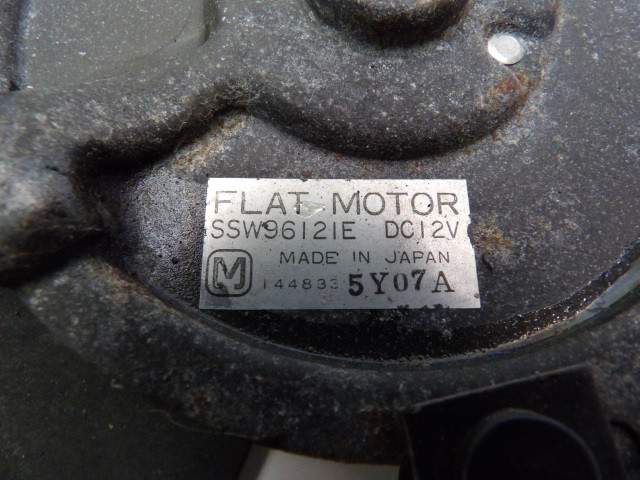 FLAT MOTOR
SSW96121E DC12V
MADE IN JAPAN
M 144833 5Y07A